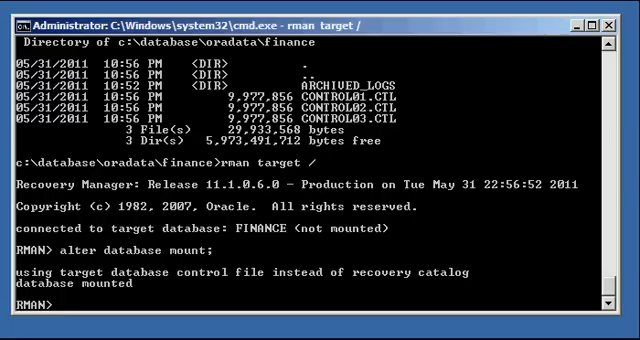 Administrator: C:\Windows\system32\cmd.exe - rman target /
Directory of c:\database\oradata\finance
05/31/2011 10:56 PM <DIR> .
05/31/2011 10:56 PM <DIR> ..
05/31/2011 10:52 PM <DIR> ARCHIVED_LOGS
05/31/2011 10:56 PM 9,977,856 CONTROL01.CTL
05/31/2011 10:56 PM 9,977,856 CONTROL02.CTL
05/31/2011 10:56 PM 9,977,856 CONTROL03.CTL
3 File(s) 29,933,568 bytes
3 Dir(s) 5,973,491,712 bytes free
c:\database\oradata\finance>rman target /
Recovery Manager: Release 11.1.0.6.0 - Production on Tue May 31 22:56:52 2011
Copyright (c) 1982, 2007, Oracle. All rights reserved.
connected to target database: FINANCE (not mounted)
RMAN> alter database mount;
using target database control file instead of recovery catalog
database mounted
RMAN>